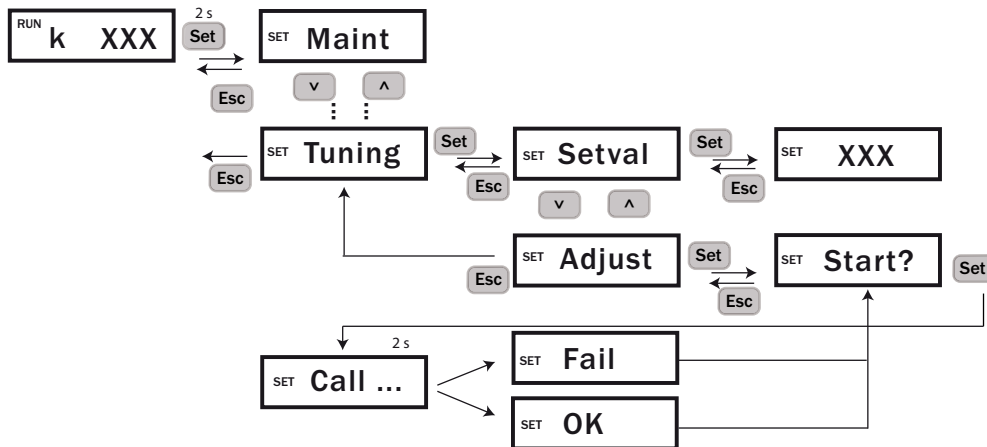 2 s
RUN k XXX Set SET Maint
Esc ˅ ˄
SET Tuning Set SET Setval Set SET XXX
Esc Esc Esc
˅ ˄
SET Adjust Set SET Start? Set
Esc Esc
2 s
SET Call ... SET Fail
SET OK